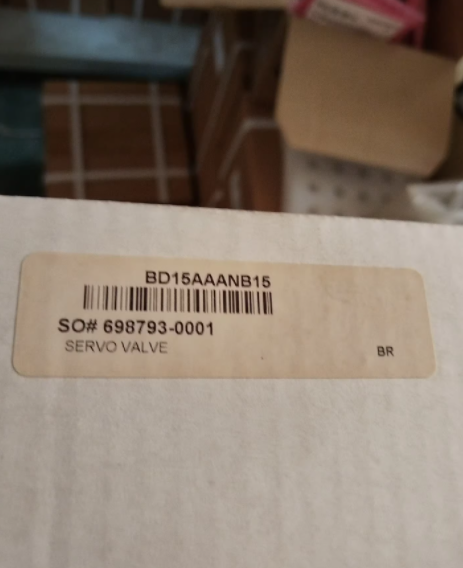 BD15AAANB15
SO# 698793-0001
SERVO VALVE
BR